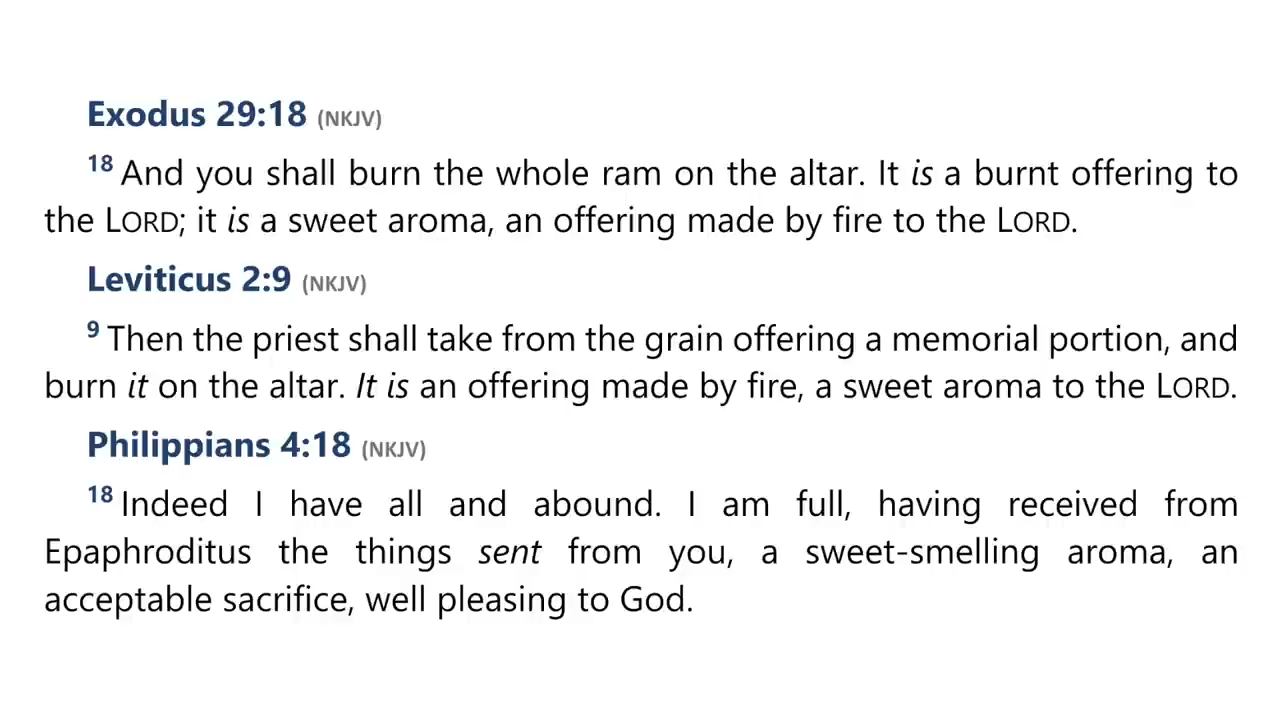 Exodus 29:18 (NKJV)
18 And you shall burn the whole ram on the altar. It is a burnt offering to
the LORD; it is a sweet aroma, an offering made by fire to the LORD.
Leviticus 2:9 (NKJV)
9 Then the priest shall take from the grain offering a memorial portion, and
burn it on the altar. It is an offering made by fire, a sweet aroma to the LORD.
Philippians 4:18 (NKJV)
18 Indeed I have all and abound. I am full, having received from
Epaphroditus the things sent from you, a sweet-smelling aroma, an
acceptable sacrifice, well pleasing to God.